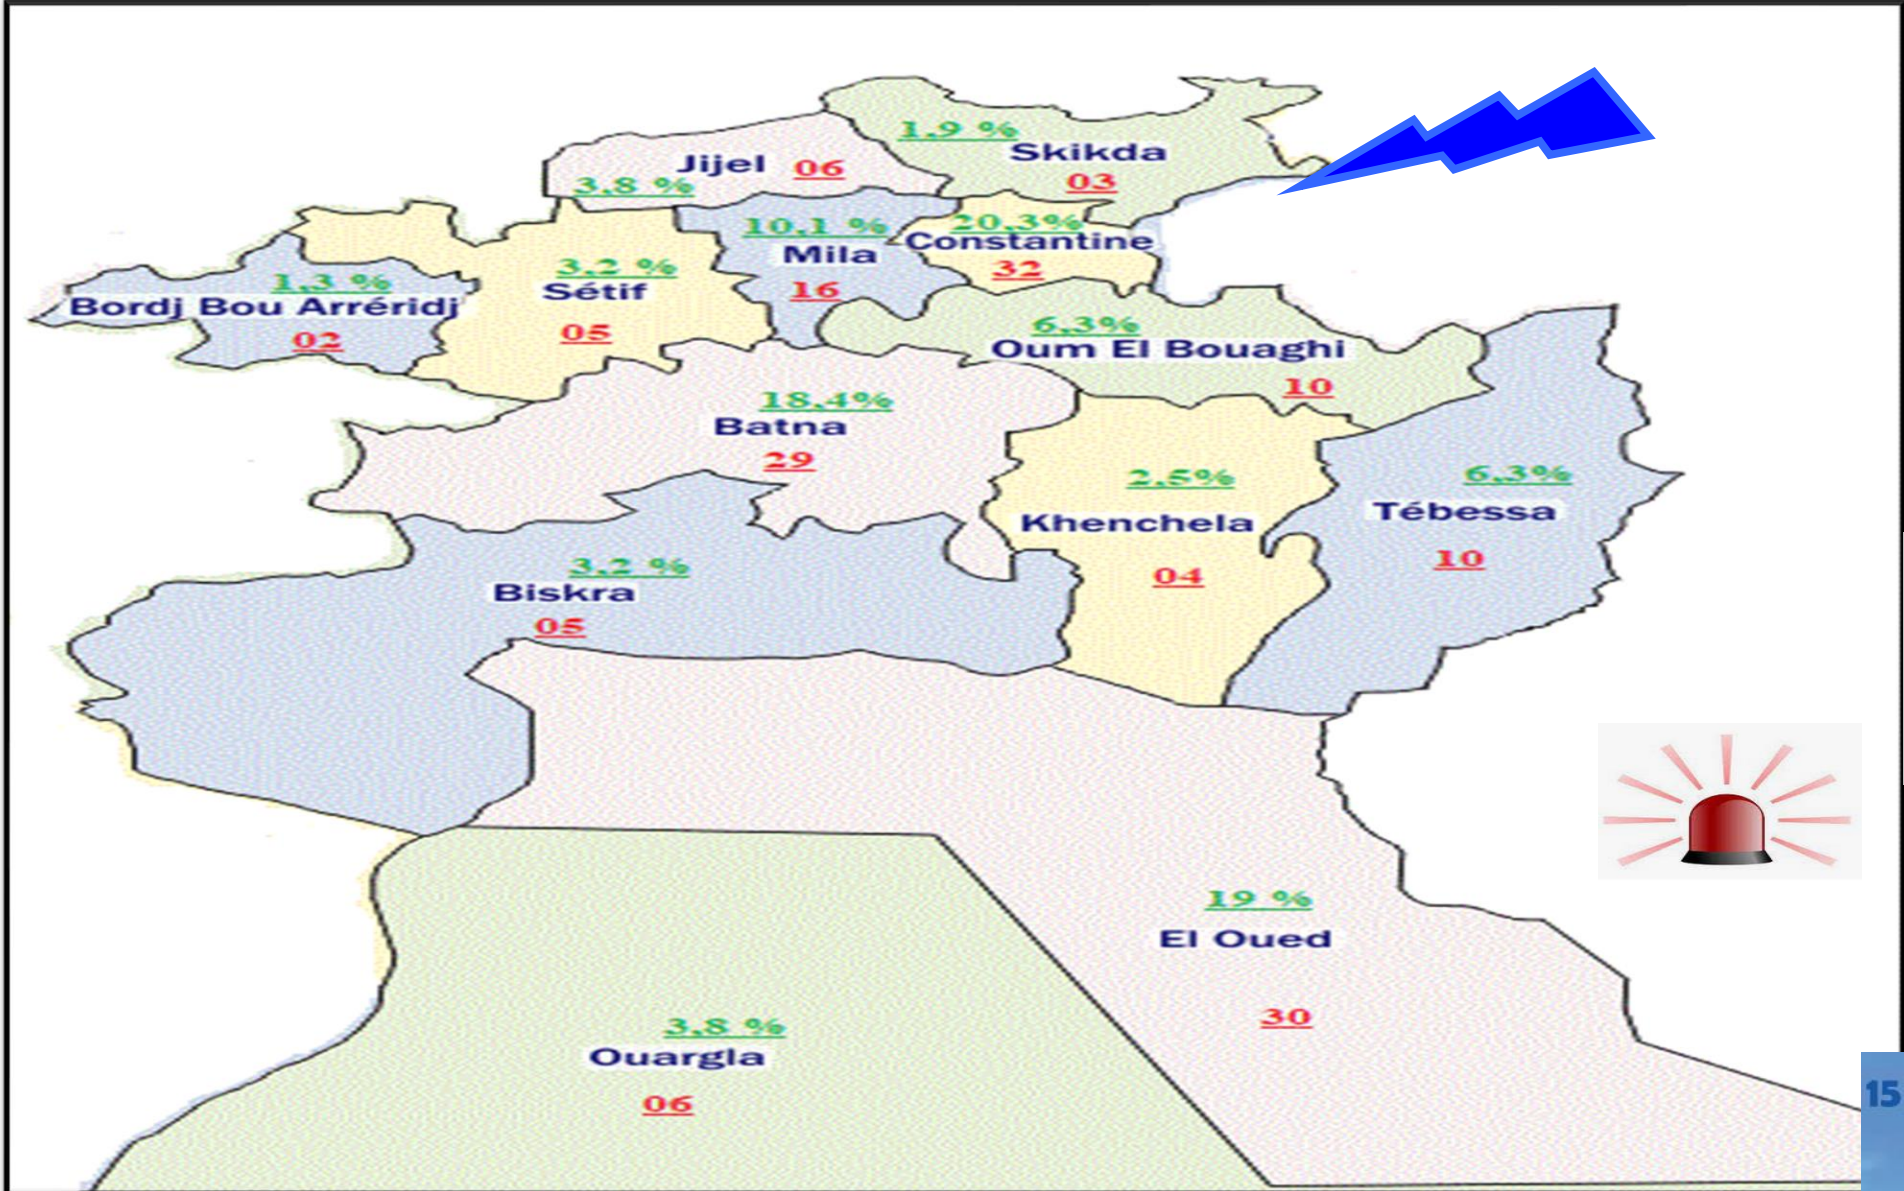 1,9 %
Skikda
03
Jijel 06
3,8 %
10,1 %
Mila
16
20,3%
Constantine
32
1,3 %
Bordj Bou Arréridj
02
3,2 %
Sétif
05
6,3%
Oum El Bouaghi
10
18,4%
Batna
29
2,5%
Khenchela
04
6,3%
Tébessa
10
3,2 %
Biskra
05
19 %
El Oued
30
3,8 %
Ouargla
06
15